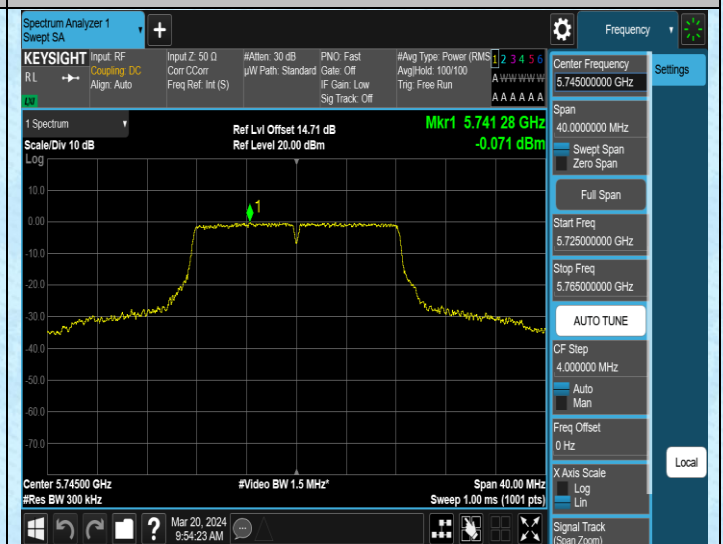 Spectrum Analyzer 1
Swept SA
+
Frequency
KEYSIGHT
RL
LXI
Input: RF
Coupling: DC
Align: Auto
Input Z: 50 Ω
Corr CCorr
Freq Ref: Int (S)
#Atten: 30 dB
µW Path: Standard
PNO: Fast
Gate: Off
IF Gain: Low
Sig Track: Off
#Avg Type: Power (RMS
Avg|Hold: 100/100
Trig: Free Run
1 2 3 4 5 6
A W W W W W
A A A A A A
Center Frequency
5.745000000 GHz
Settings
Span
40.0000000 MHz
Swept Span
Zero Span
Full Span
Start Freq
5.725000000 GHz
Stop Freq
5.765000000 GHz
AUTO TUNE
CF Step
4.000000 MHz
Auto
Man
Freq Offset
0 Hz
X Axis Scale
Log
Lin
Local
Signal Track
(Span Zoom)
1 Spectrum
Scale/Div 10 dB
Log
Ref Lvl Offset 14.71 dB
Ref Level 20.00 dBm
Mkr1 5.741 28 GHz
-0.071 dBm
10.0
1
0.00
-10.0
-20.0
-30.0
-40.0
-50.0
-60.0
-70.0
Center 5.74500 GHz
#Res BW 300 kHz
#Video BW 1.5 MHz*
Span 40.00 MHz
Sweep 1.00 ms (1001 pts)
?
Mar 20, 2024
9:54:23 AM